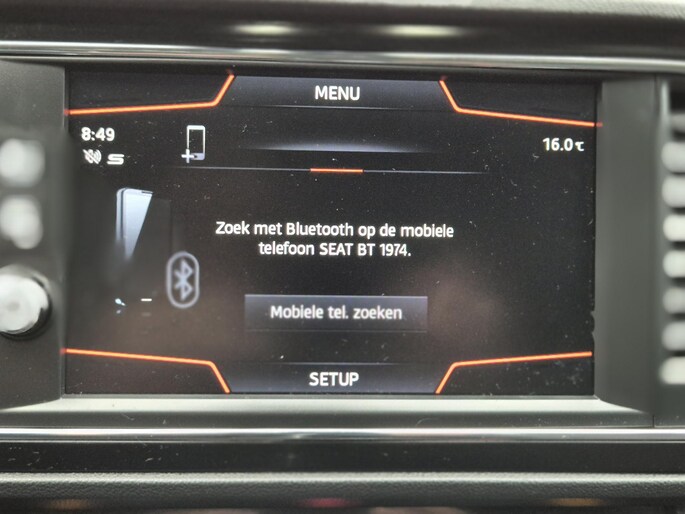 MENU
8:49
16.0°C
Zoek met Bluetooth op de mobiele
telefoon SEAT BT 1974.
Mobiele tel. zoeken
SETUP